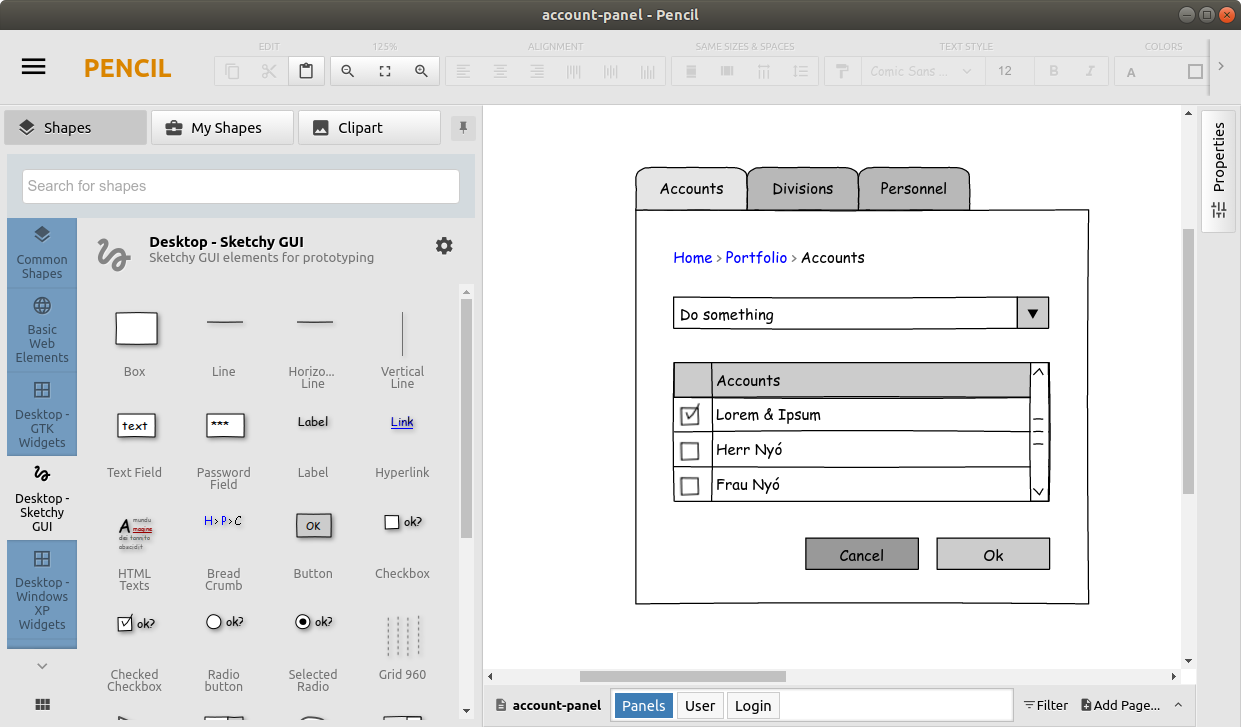 account-panel - Pencil
EDIT
125%
ALIGNMENT
SAME SIZES & SPACES
TEXT STYLE
COLORS
PENCIL
Comic Sans ...
12
B
I
A
Shapes
My Shapes
Clipart
Search for shapes
Common
Shapes
Basic
Web
Elements
Desktop -
GTK
Widgets
Desktop -
Sketchy
GUI
Desktop -
Windows
XP
Widgets
Desktop - Sketchy GUI
Sketchy GUI elements for prototyping
Box
Line
Horizo...
Line
Vertical
Line
text
***
Label
Link
Text Field
Password
Field
Label
Hyperlink
A mundu
imagine
das tannito
abscidit
H>P>C
OK
ok?
HTML
Texts
Bread
Crumb
Button
Checkbox
ok?
ok?
ok?
Checked
Checkbox
Radio
button
Selected
Radio
Grid 960
Accounts
Divisions
Personnel
Home > Portfolio > Accounts
Do something
Accounts
Lorem & Ipsum
Herr Nyó
Frau Nyó
Cancel
Ok
Properties
account-panel
Panels
User
Login
Filter
Add Page...